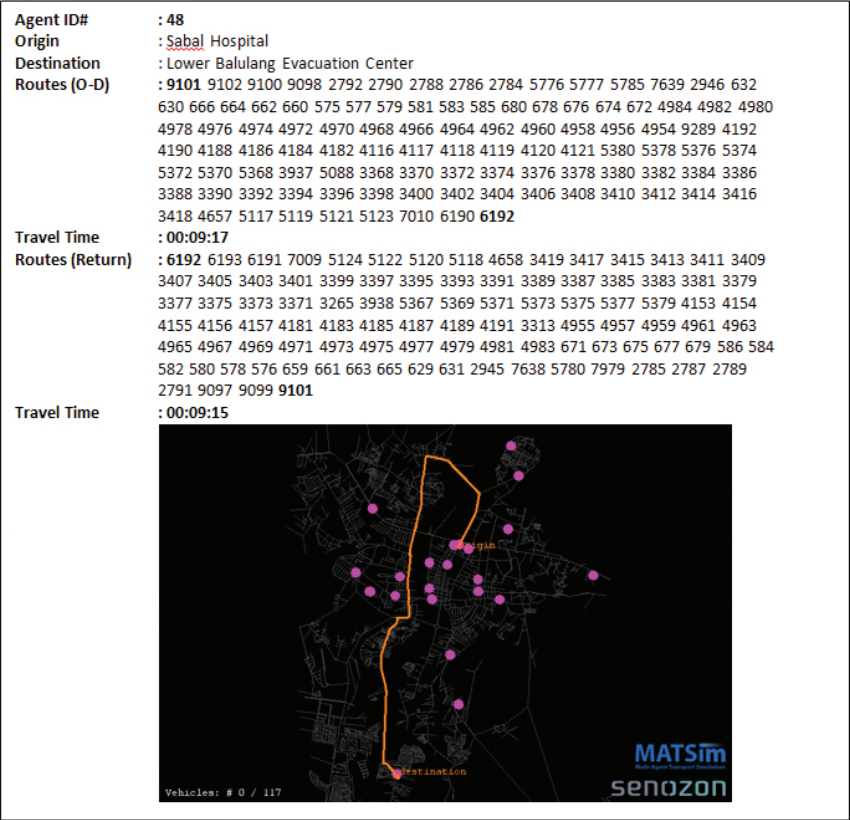 Agent ID# : 48
Origin : Sabal Hospital
Destination : Lower Balulang Evacuation Center
Routes (O-D) : 9101 9102 9100 9098 2792 2790 2788 2786 2784 5776 5777 5785 7639 2946 632
630 666 664 662 660 575 577 579 581 583 585 680 678 676 674 672 4984 4982 4980
4978 4976 4974 4972 4970 4968 4966 4964 4962 4960 4958 4956 4954 9289 4192
4190 4188 4186 4184 4182 4116 4117 4118 4119 4120 4121 5380 5378 5376 5374
5372 5370 5368 3937 5088 3368 3370 3372 3374 3376 3378 3380 3382 3384 3386
3388 3390 3392 3394 3396 3398 3400 3402 3404 3406 3408 3410 3412 3414 3416
3418 4657 5117 5119 5121 5123 7010 6190 6192
Travel Time : 00:09:17
Routes (Return) : 6192 6193 6191 7009 5124 5122 5120 5118 4658 3419 3417 3415 3413 3411 3409
3407 3405 3403 3401 3399 3397 3395 3393 3391 3389 3387 3385 3383 3381 3379
3377 3375 3373 3371 3265 3938 5367 5369 5371 5373 5375 5377 5379 4153 4154
4155 4156 4157 4181 4183 4185 4187 4189 4191 3313 4955 4957 4959 4961 4963
4965 4967 4969 4971 4973 4975 4977 4979 4981 4983 671 673 675 677 679 586 584
582 580 578 576 659 661 663 665 629 631 2945 7638 5780 7979 2785 2787 2789
2791 9097 9099 9101
Travel Time : 00:09:15
origin
destination
MATSim
Multi-Agent Transport Simulation
senozon
Vehicles: # 0 / 117